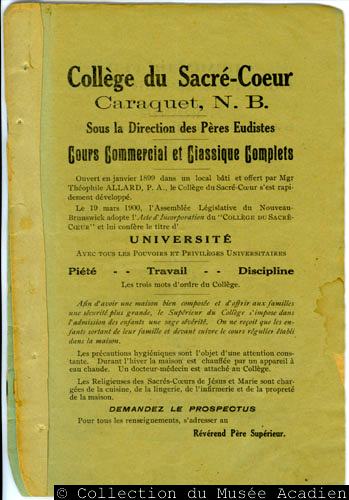 Collège du Sacré-Coeur
Caraquet, N. B.
Sous la Direction des Pères Eudistes
Cours Commercial et Classique Complets
Ouvert en janvier 1899 dans un local bâti et offert par Mgr
Théophile ALLARD, P. A., le Collège du Sacré-Cœur s'est rapi-
dement développé.
Le 19 mars 1900, l'Assemblée Législative du Nouveau-
Brunswick adopte l'Acte d'Incorporation du "COLLÈGE DU SACRÉ-
CŒUR" et lui confère le titre d'
UNIVERSITÉ
AVEC TOUS LES POUVOIRS ET PRIVILÈGES UNIVERSITAIRES
Piété - - Travail - - Discipline
Les trois mots d'ordre du Collège.
Afin d'avoir une maison bien composée et d'offrir aux familles
une sécurité plus grande, le Supérieur du Collège s'impose dans
l'admission des enfants une sage sévérité. On ne reçoit que les en-
fants sortant de leur famille et devant suivre le cours régulier établi
dans la maison.
Les précautions hygiéniques sont l'objet d'une attention cons-
tante. Durant l'hiver la maison est chauffée par un appareil à
eau chaude. Un docteur-médecin est attaché au Collège.
Les Religieuses des Sacrés-Cœurs de Jésus et Marie sont char-
gées de la cuisine, de la lingerie, de l'infirmerie et de la propreté
de la maison.
DEMANDEZ LE PROSPECTUS
Pour tous les renseignements, s'adresser au
Révérend Père Supérieur.
© Collection du Musée Acadien